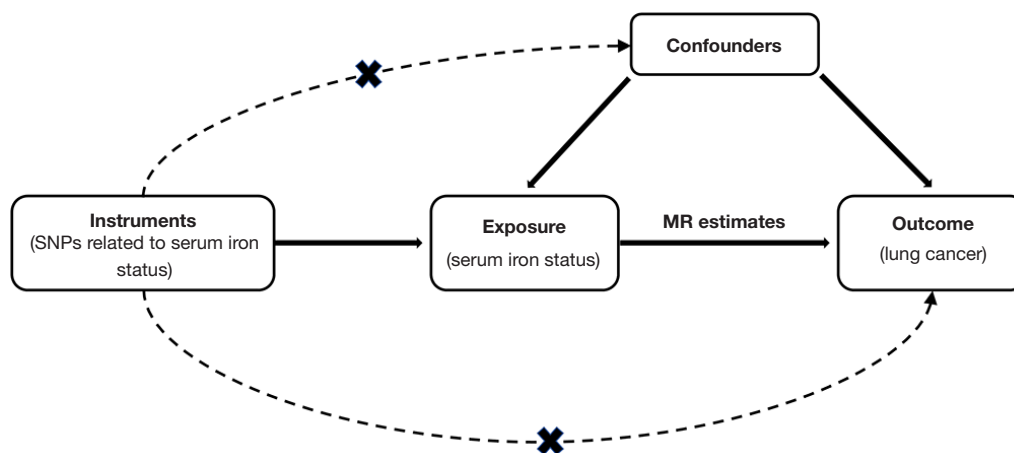 Confounders
Instruments
(SNPs related to serum iron
status)
Exposure
(serum iron status)
MR estimates
Outcome
(lung cancer)